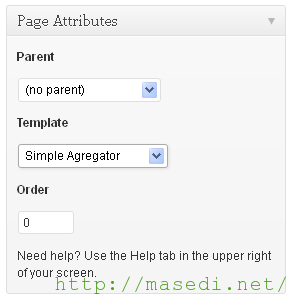 Page Attributes
Parent
(no parent)
Template
Simple Agregator
Order
0
Need help? Use the Help tab in the upper right
of your screen.
http://masedi.net/